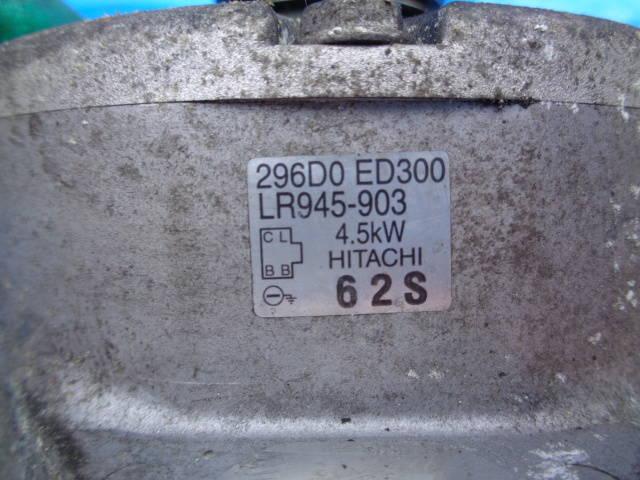 296D0 ED300
LR945-903
C L 4.5kW
B B HITACHI
62S